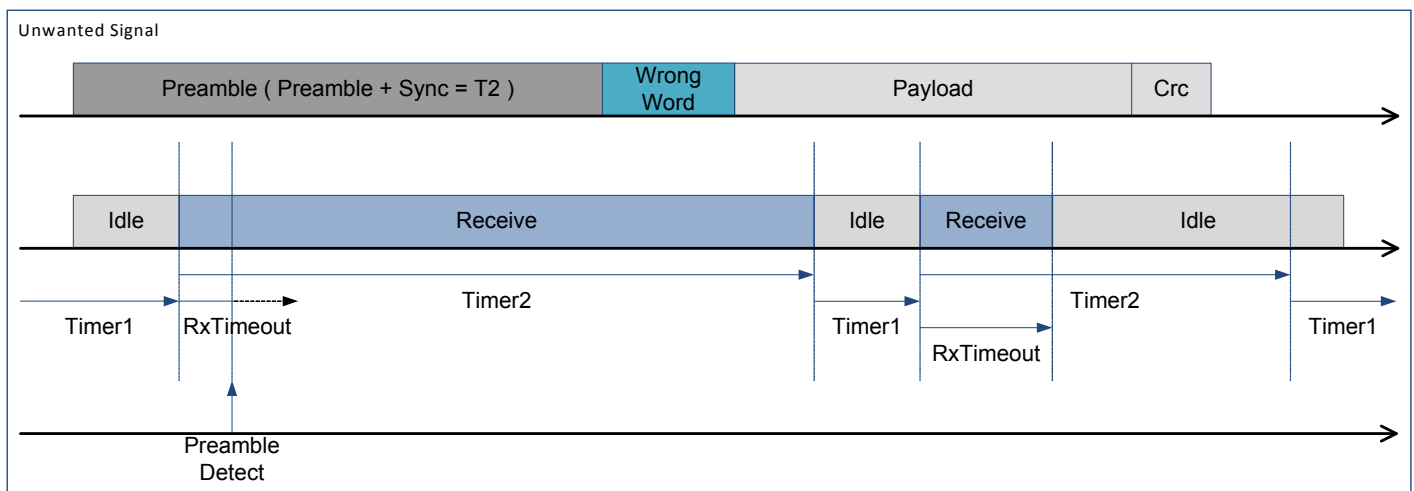 Unwanted Signal
Preamble ( Preamble + Sync = T2 )
Wrong
Word
Payload
Crc
Idle
Receive
Idle
Receive
Idle
Timer2
Timer2
Timer1
RxTimeout
Timer1
Timer1
RxTimeout
Preamble
Detect